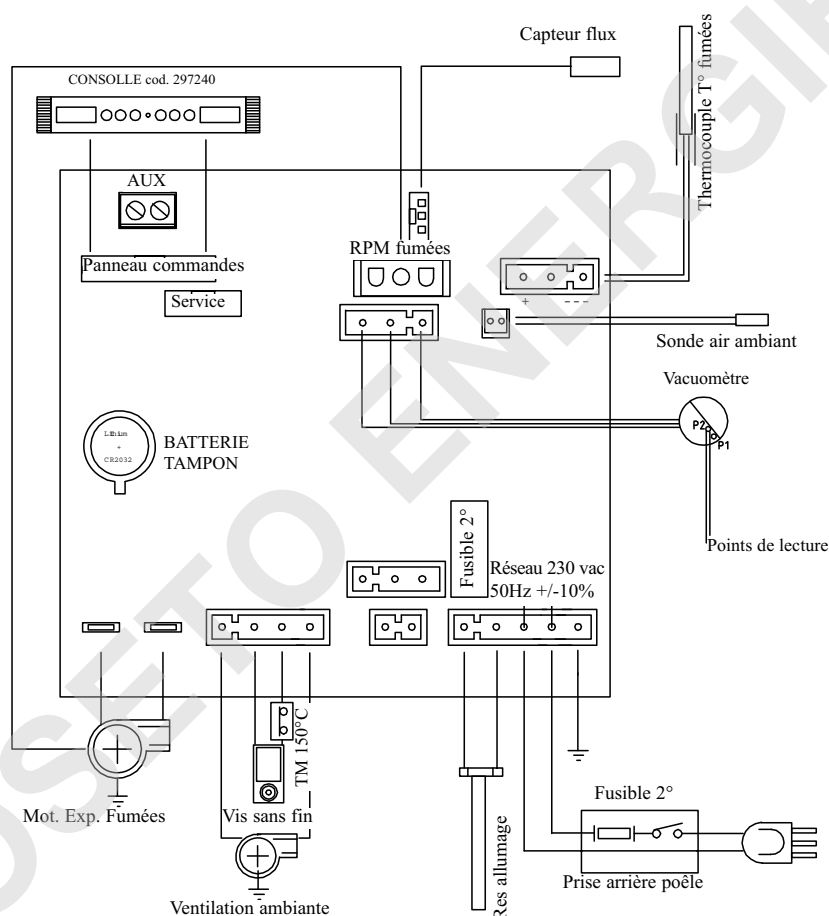 Capteur flux
Thermocouple T° fumées
CONSOLLE cod. 297240
AUX
RPM fumées
Panneau commandes
Service
+
---
Sonde air ambiant
Vacuomètre
P2
P1
Lithium
+
CR2032
BATTERIE
TAMPON
Points de lecture
Fusible 2°
Réseau 230 vac
50Hz +/-10%
TM 150°C
Mot. Exp. Fumées
Vis sans fin
Res allumage
Fusible 2°
Prise arrière poêle
Ventilation ambiante
OSETO ENERGIE